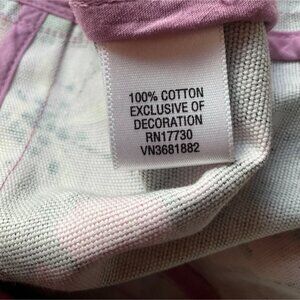 100% COTTON
EXCLUSIVE OF
DECORATION
RN17730
VN3681882